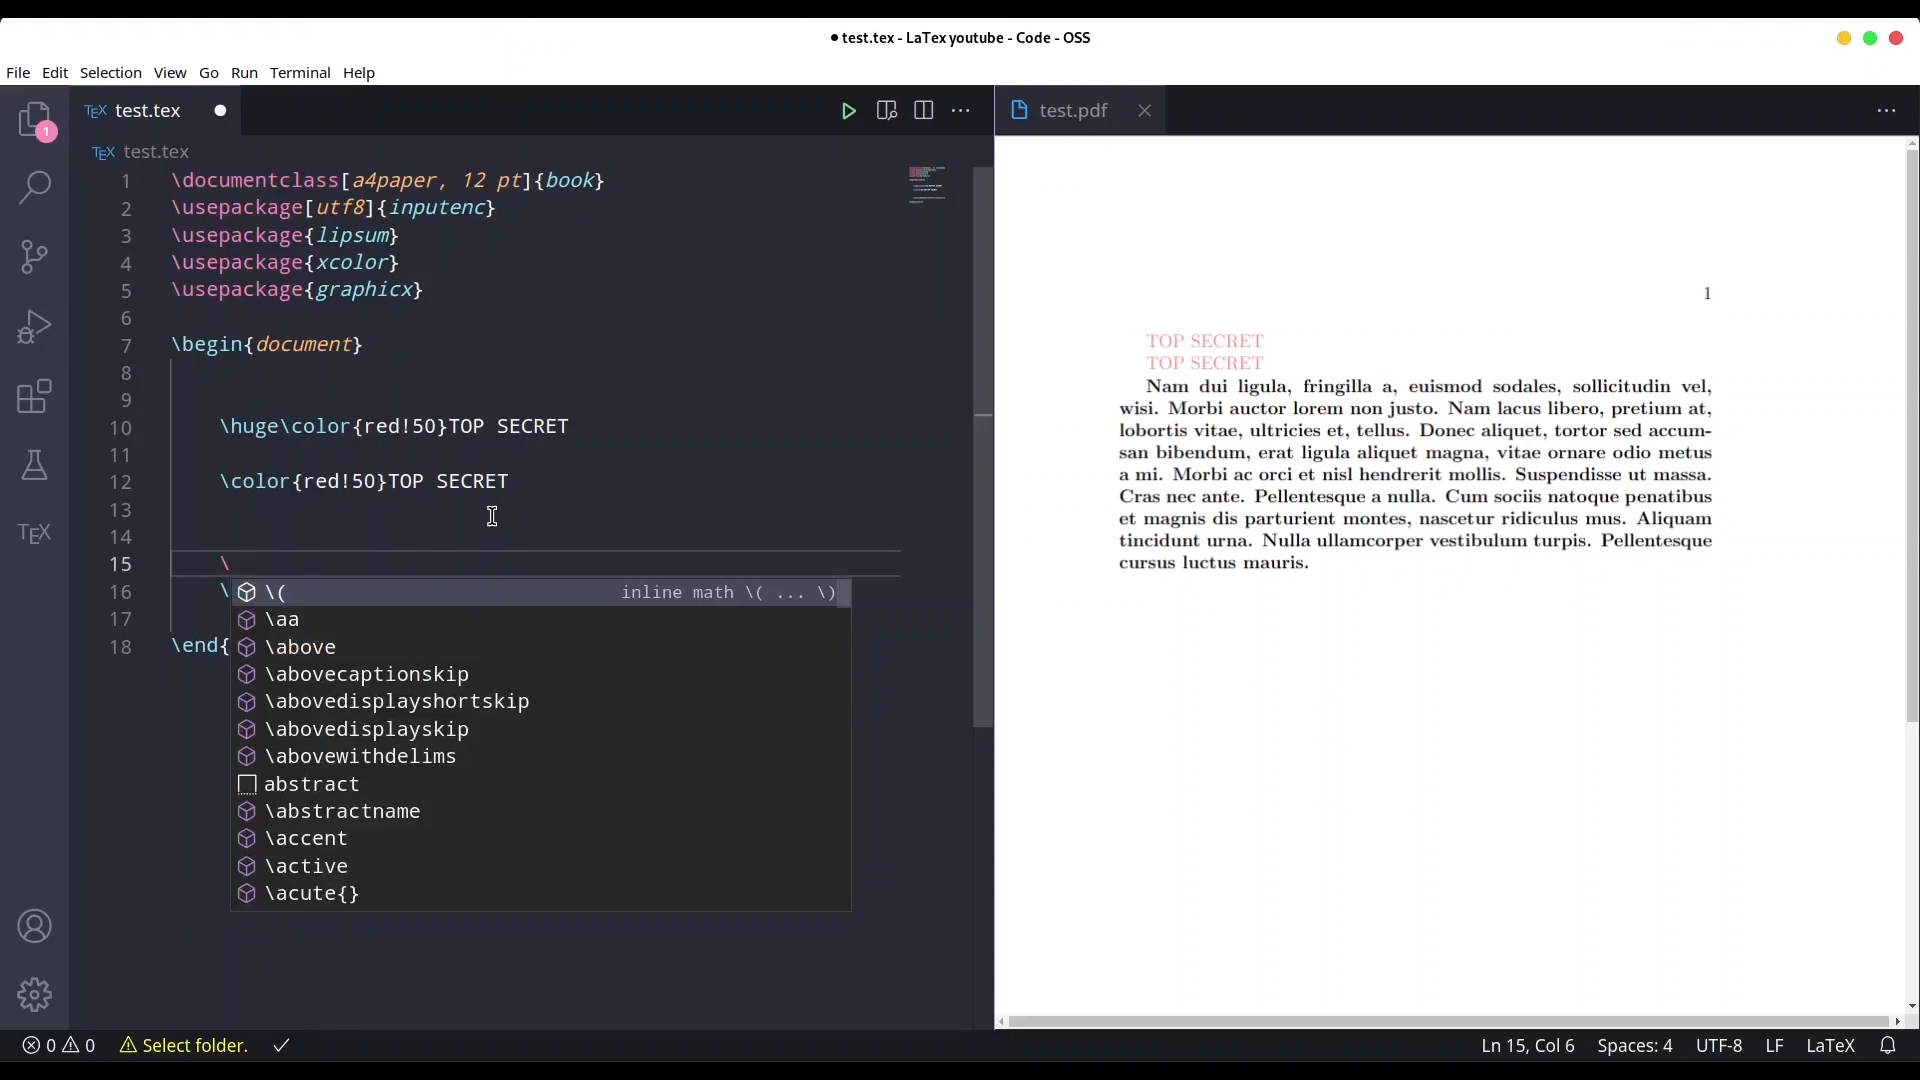 test.tex - LaTex youtube - Code - OSS
File Edit Selection View Go Run Terminal Help
TEX test.tex
test.pdf
TEX test.tex
1 \documentclass[a4paper, 12 pt]{book}
2 \usepackage[utf8]{inputenc}
3 \usepackage{lipsum}
4 \usepackage{xcolor}
5 \usepackage{graphicx}
6
7 \begin{document}
8
9
10 \huge\color{red!50}TOP SECRET
11
12 \color{red!50}TOP SECRET
13
14
15 \
16 \
17
18 \end{
\( inline math \( ... \)
\aa
\above
\abovecaptionskip
\abovedisplayshortskip
\abovedisplayskip
\abovewithdelims
abstract
\abstractname
\accent
\active
\acute{}
1
TEX
1
TOP SECRET
TOP SECRET
Nam dui ligula, fringilla a, euismod sodales, sollicitudin vel,
wisi. Morbi auctor lorem non justo. Nam lacus libero, pretium at,
lobortis vitae, ultricies et, tellus. Donec aliquet, tortor sed accum-
san bibendum, erat ligula aliquet magna, vitae ornare odio metus
a mi. Morbi ac orci et nisl hendrerit mollis. Suspendisse ut massa.
Cras nec ante. Pellentesque a nulla. Cum sociis natoque penatibus
et magnis dis parturient montes, nascetur ridiculus mus. Aliquam
tincidunt urna. Nulla ullamcorper vestibulum turpis. Pellentesque
cursus luctus mauris.
0 0 Select folder.
Ln 15, Col 6 Spaces: 4 UTF-8 LF LaTeX